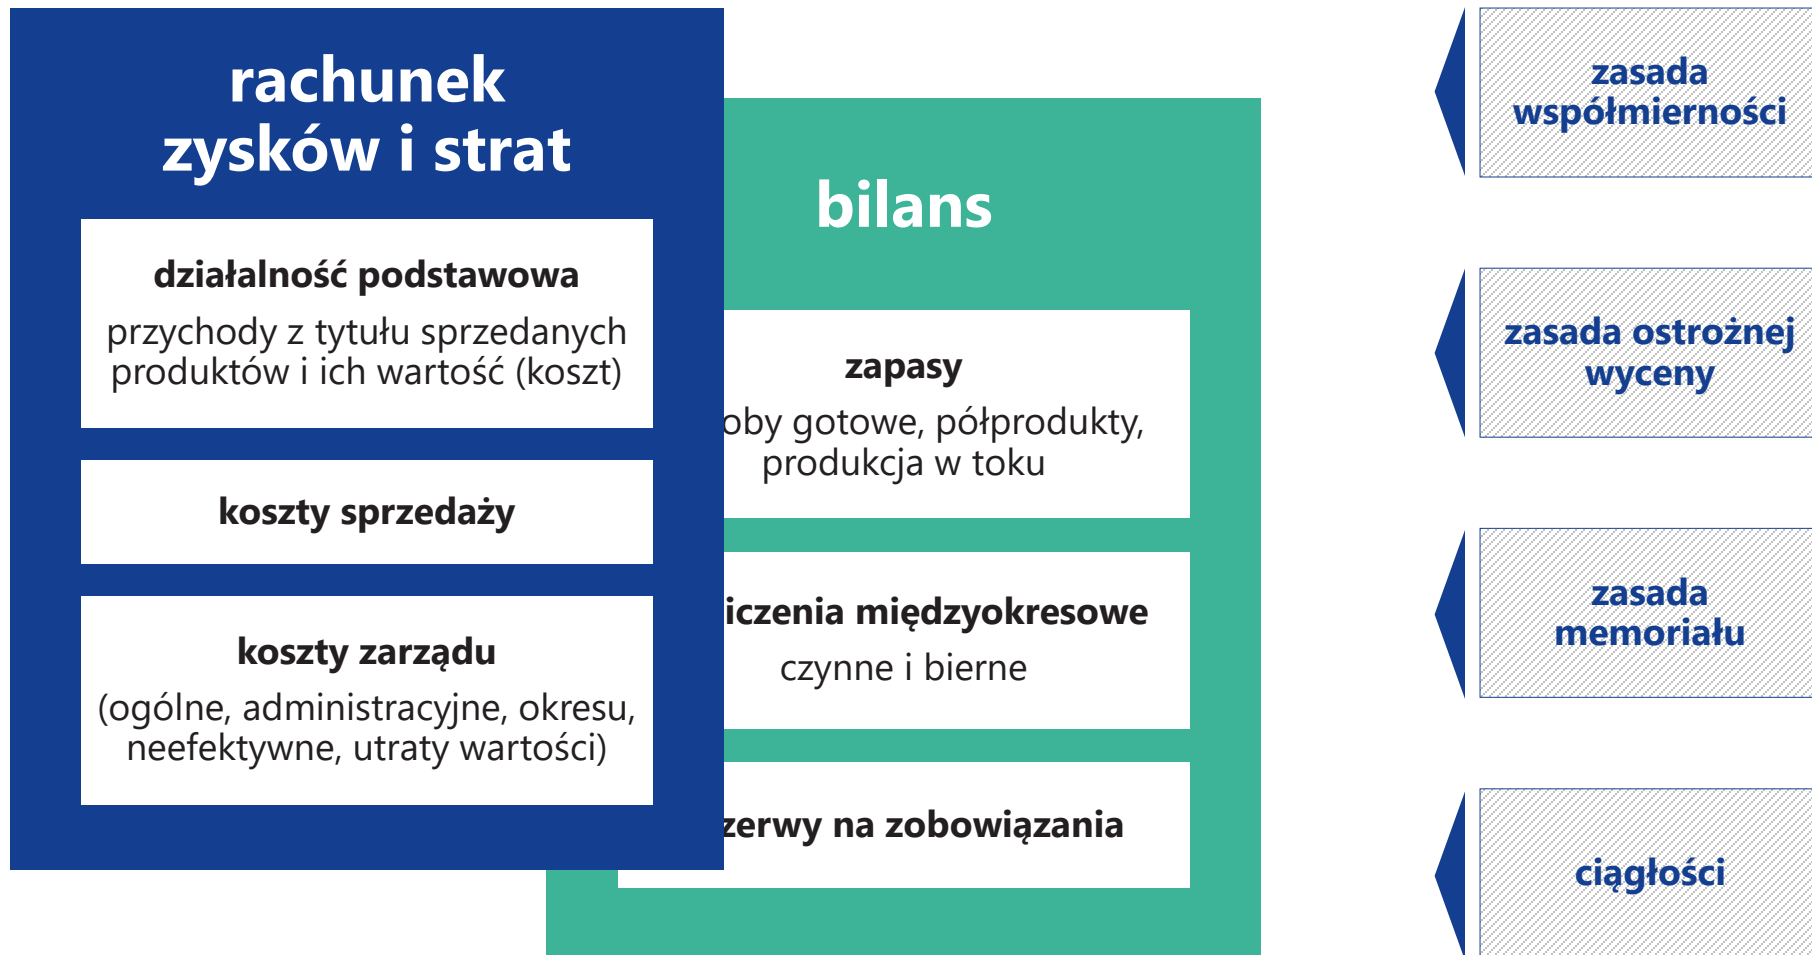 rachunek
zysków i strat
działalność podstawowa
przychody z tytułu sprzedanych
produktów i ich wartość (koszt)
koszty sprzedaży
koszty zarządu
(ogólne, administracyjne, okresu,
neefektywne, utraty wartości)
bilans
zapasy
oby gotowe, półprodukty,
produkcja w toku
iczenia międzyokresowe
czynne i bierne
zerwy na zobowiązania
zasada
współmierności
zasada ostrożnej
wyceny
zasada
memoriału
ciągłości